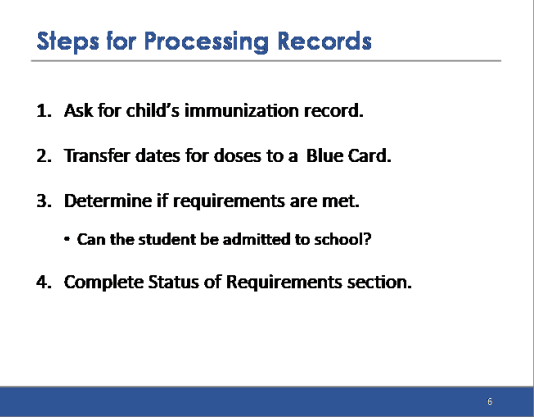 Steps for Processing Records
1. Ask for child's immunization record.
2. Transfer dates for doses to a Blue Card.
3. Determine if requirements are met.
• Can the student be admitted to school?
4. Complete Status of Requirements section.
6